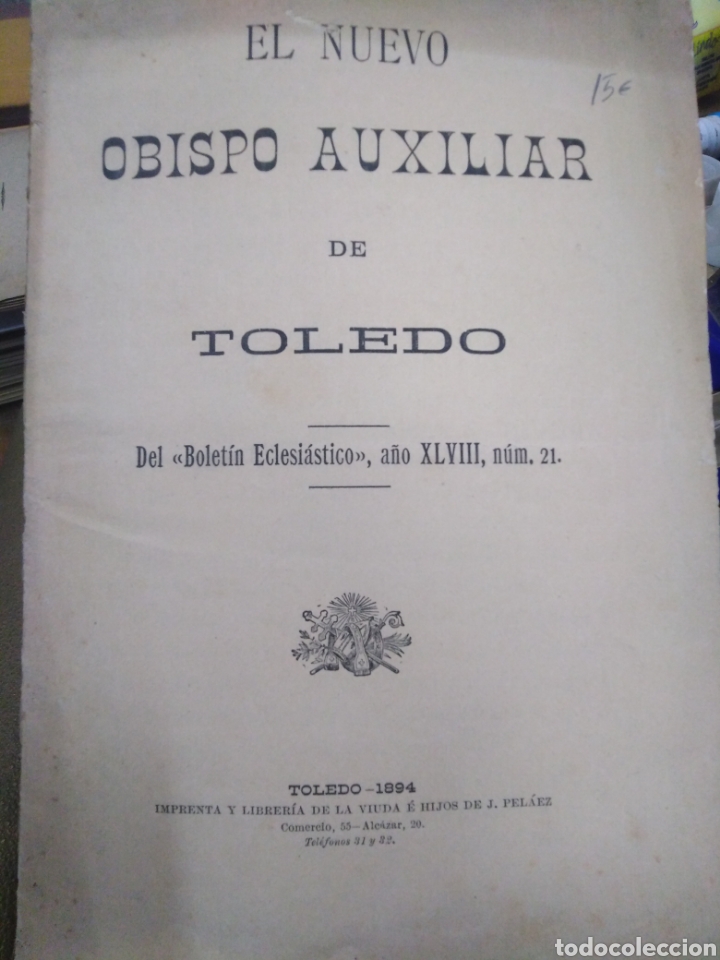 EL NUEVO
15€
OBISPO AUXILIAR
DE
TOLEDO
Del «Boletín Eclesiástico», año XLVIII, núm. 21.
TOLEDO–1894
IMPRENTA Y LIBRERÍA DE LA VIUDA É HIJOS DE J. PELÁEZ
Comercio, 55—Alcázar, 20.
Teléfonos 31 y 32.
todocoleccion